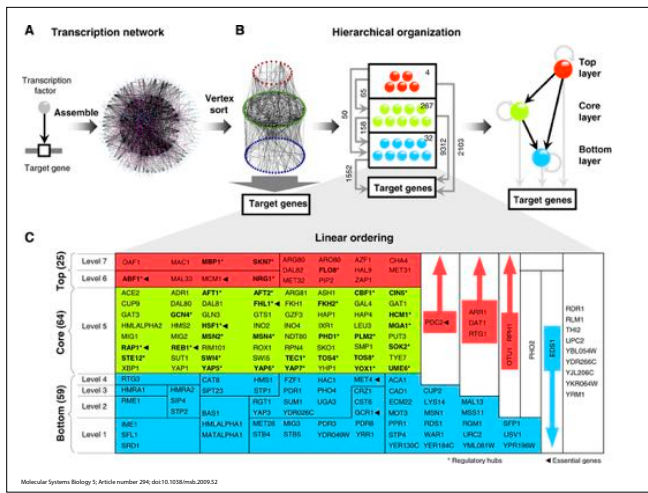 A Transcription network
B Hierarchical organization
Transcription factor
Assemble
Target gene
Vertex sort
Target genes
4
65
267
50
158
32
1552
9312
2103
Target genes
Top layer
Core layer
Bottom layer
Target genes
C Linear ordering
Top (25)
Level 7 OAF1 MAC1 MBP1* SKN7* ARG80 ARO80 AZF1 CHA4
DAL82 FLO8* HAL9 MET31
Level 6 ABF1* MAL33 MCM1 NRG1* MET32 PIP2 ZAP1
Core (64)
ACE2 ADR1 AFT1* AFT2* ARG81 ASH1 CBF1* CIN5*
CUP9 DAL80 DAL81 FHL1* FKH1 FKH2* GAL4 GAT1
GAT3 GCN4* GLN3 GTS1 GZF3 HAP1 HAP4 HCM1*
Level 5 HMLALPHA2 HMS2 HSF1* INO2 INO4 IXR1 LEU3 MGA1*
MIG1 MIG2 MSN2* MSN4* NDT80 PHD1* PLM2* PUT3
RAP1* REB1* RIM101 ROX1 RPN4 SKO1 SMP1 SOK2*
STE12* SUT1 SWI4* SWI5 TEC1* TOS4* TOS8* TYE7
XBP1 YAP1 YAP5* YAP6* YAP7* YHP1 YOX1* UME6*
Bottom (59)
Level 4 RTG3 CAT8 HMS1 FZF1 HAC1 MET4 ACA1
Level 3 HMRA1 HMRA2 SPT23 STP1 PDR1 PHO4 CRZ1 CAD1 CUP2
Level 2 RME1 SIP4 RGT1 SUM1 UGA3 CST6 ECM22 LYS14 MAL13
STP2 BAS1 YAP3 YDR026C GCR1 MOT3 MSN1 MSS11
Level 1 IME1 HMLALPHA1 MET28 MIG3 PDR3 PDR8 PPR1 RDS1 RGM1 SFP1
SFL1 MATALPHA1 STB4 STB5 YDR049W YRR1 STP4 WAR1 URC2 USV1
SRD1 YER130C YER184C YML081W YPR196W
PDC2
ARR1
DAT1
RTG1
OTU1 RPH1
PHO2
EDS1
RDR1
RLM1
THI2
UPC2
YBL054W
YDR266C
YJL206C
YKR064W
YRM1
* Regulatory hubs
Essential genes
Molecular Systems Biology 5; Article number 294; doi:10.1038/msb.2009.52